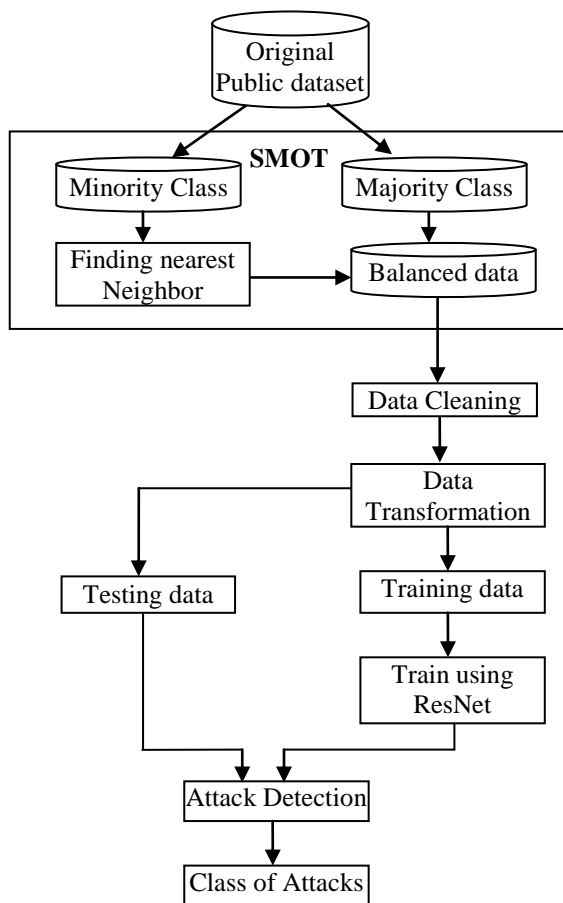 Original
Public dataset
SMOT
Minority Class
Majority Class
Finding nearest
Neighbor
Balanced data
Data Cleaning
Data
Transformation
Testing data
Training data
Train using
ResNet
Attack Detection
Class of Attacks